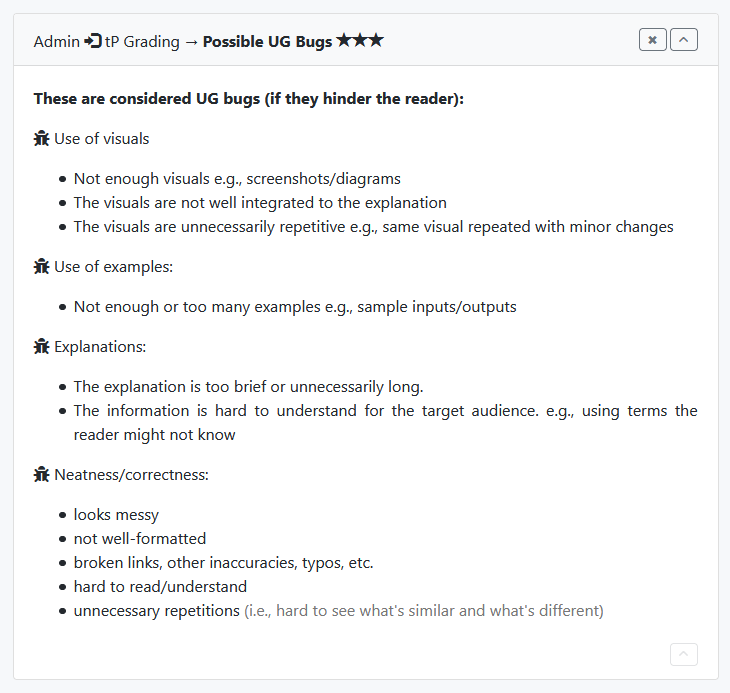 Admin tP Grading → Possible UG Bugs ★★★
These are considered UG bugs (if they hinder the reader):
Use of visuals
• Not enough visuals e.g., screenshots/diagrams
• The visuals are not well integrated to the explanation
• The visuals are unnecessarily repetitive e.g., same visual repeated with minor changes
Use of examples:
• Not enough or too many examples e.g., sample inputs/outputs
Explanations:
• The explanation is too brief or unnecessarily long.
• The information is hard to understand for the target audience. e.g., using terms the
reader might not know
Neatness/correctness:
• looks messy
• not well-formatted
• broken links, other inaccuracies, typos, etc.
• hard to read/understand
• unnecessary repetitions (i.e., hard to see what's similar and what's different)